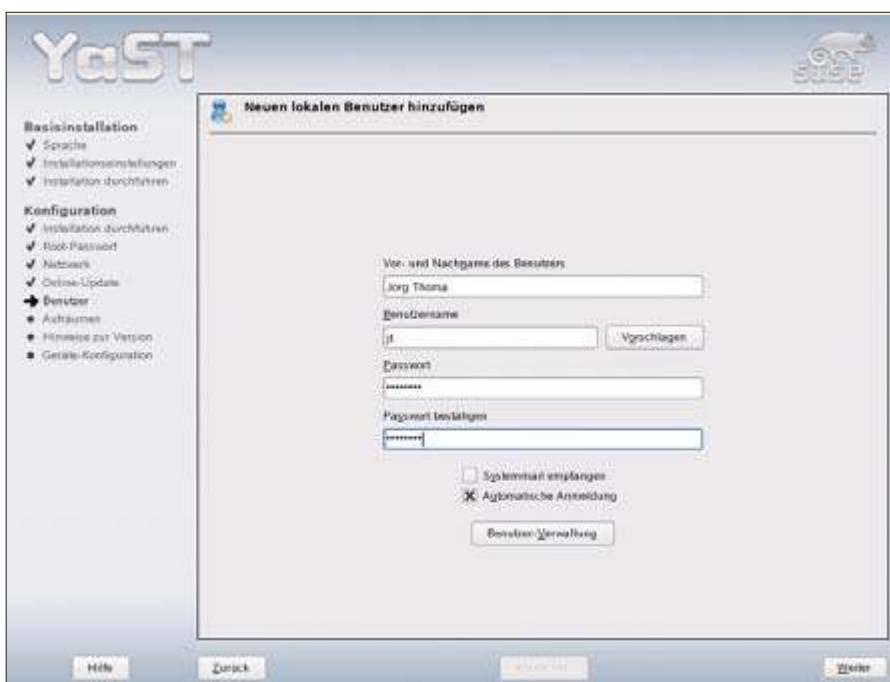 YaST
SUSE
Neuen lokalen Benutzer hinzufügen
Basisinstallation
Sprache
Installationseinstellungen
Installation durchführen
Konfiguration
Installation durchführen
Root-Passwort
Netzwerk
Online-Update
Benutzer
Aufräumen
Hinweise zur Version
Geräte-Konfiguration
Vor- und Nachname des Benutzers
Jörg Thoma
Benutzername
jt
Vorschlagen
Passwort
********
Passwort bestätigen
********
Systemmail empfangen
Automatische Anmeldung
Benutzer-Verwaltung
Hilfe
Zurück
Weiter